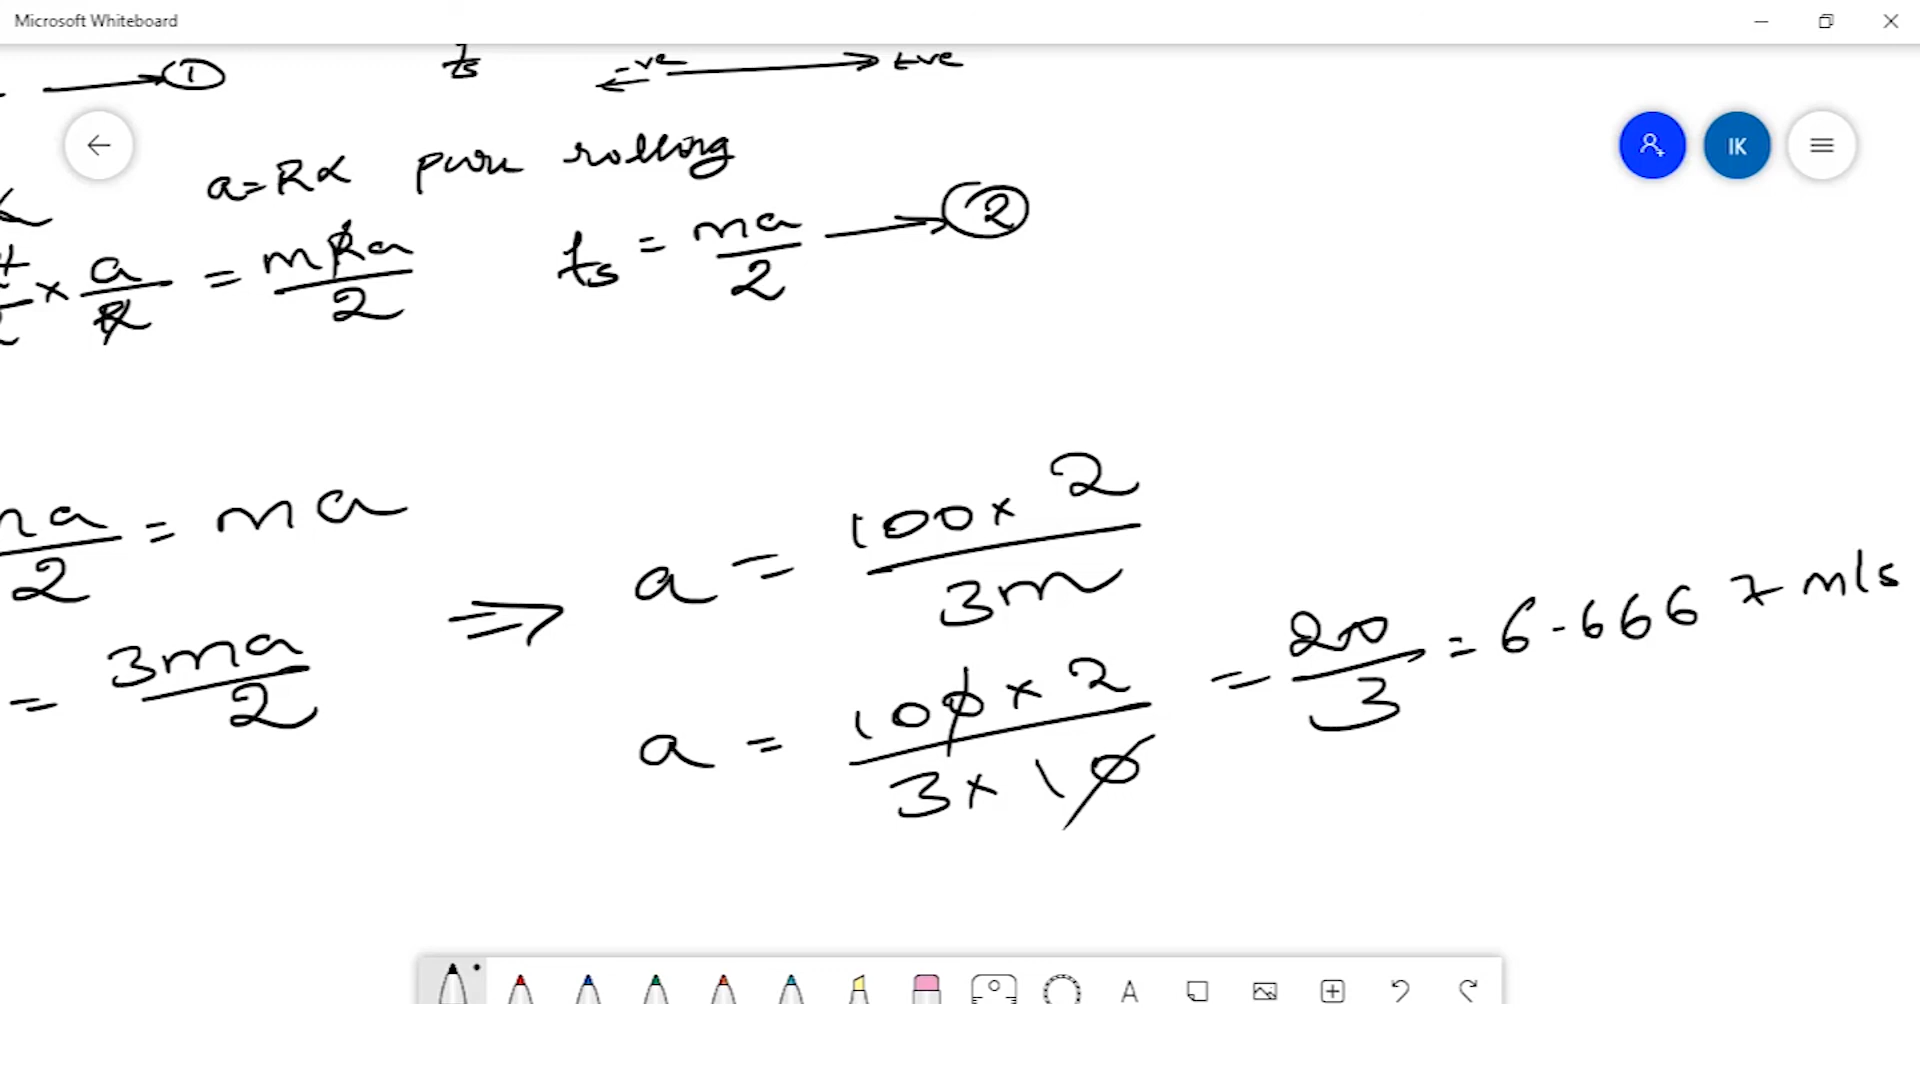 Microsoft Whiteboard
① fs -ve +ve
IK
a=Rα pure rolling
× a/R = mRa/2 fs = ma/2 → ②
ma/2 = ma
a = 100 × 2 / 3m
= 3ma/2 ⇒
a = 100 × 2 / 3 × 10 = 20/3 = 6.6667 m/s
A